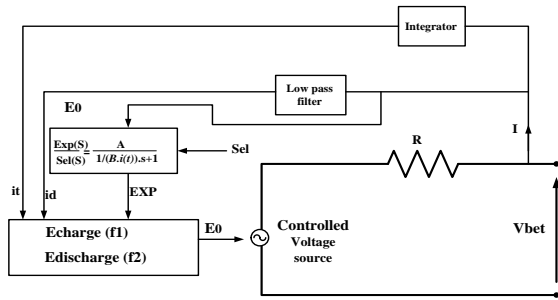 Integrator
Low pass
filter
E0
I
R
Exp(S)
Sel(S)
=
A
1/(B.i(t)).s+1
Sel
it
id
EXP
E0
Echarge (f1)
Edischarge (f2)
Controlled
Voltage
source
Vbet